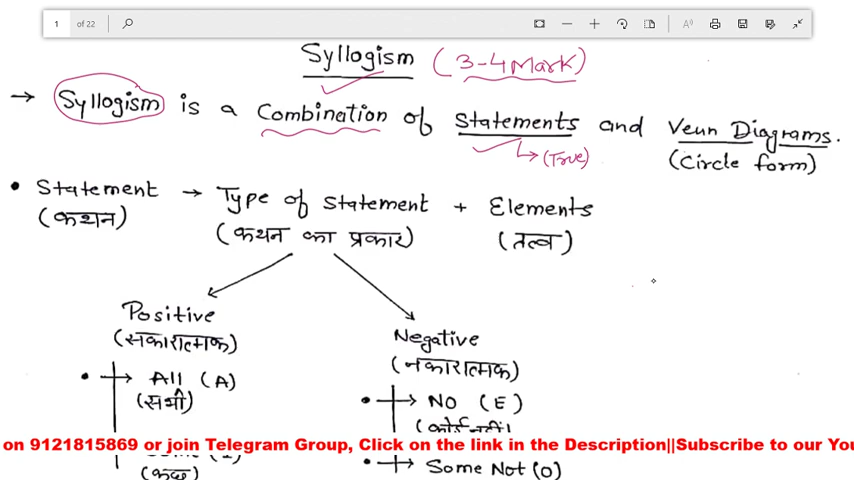 1 of 22
Syllogism (3-4 Mark)
→ Syllogism is a Combination of Statements and Venn Diagrams.
→ (True) (Circle form)
• Statement → Type of Statement + Elements
(कथन) (कथन का प्रकार) (तत्व)
Positive
(सकारात्मक)
Negative
(नकारात्मक)
• → All (A)
(सभी)
• → NO (E)
(कोई नहीं)
on 9121815869 or join Telegram Group, Click on the link in the Description||Subscribe to our You
(कुछ)
• → Some Not (O)